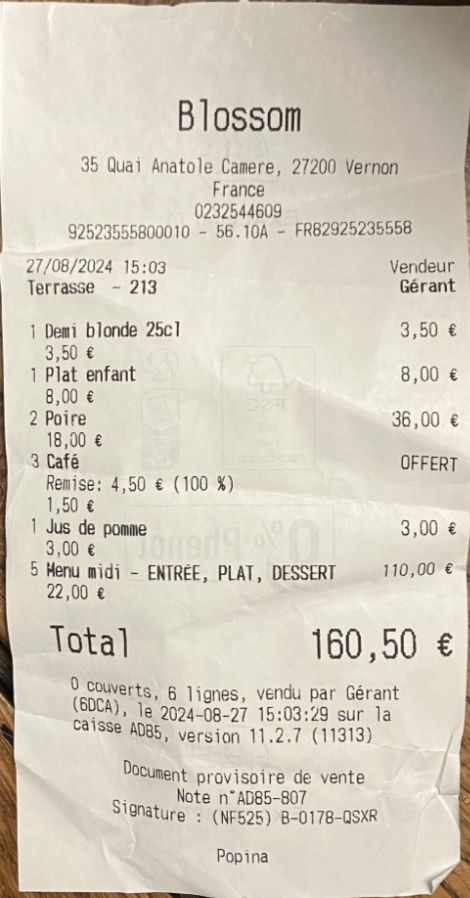 Blossom
35 Quai Anatole Camere, 27200 Vernon
France
0232544609
92523555800010 - 56.10A - FR82925235558
27/08/2024 15:03 Vendeur
Terrasse - 213 Gérant
1 Demi blonde 25cl 3,50 €
3,50 €
1 Plat enfant 8,00 €
8,00 €
2 Poire 36,00 €
18,00 €
3 Café OFFERT
Remise: 4,50 € (100 %)
1,50 €
1 Jus de pomme 3,00 €
3,00 €
5 Menu midi - ENTRÉE, PLAT, DESSERT 110,00 €
22,00 €
Total 160,50 €
0 couverts, 6 lignes, vendu par Gérant
(6DCA), le 2024-08-27 15:03:29 sur la
caisse AD85, version 11.2.7 (11313)
Document provisoire de vente
Note n°AD85-807
Signature : (NF525) B-0178-QSXR
Popina